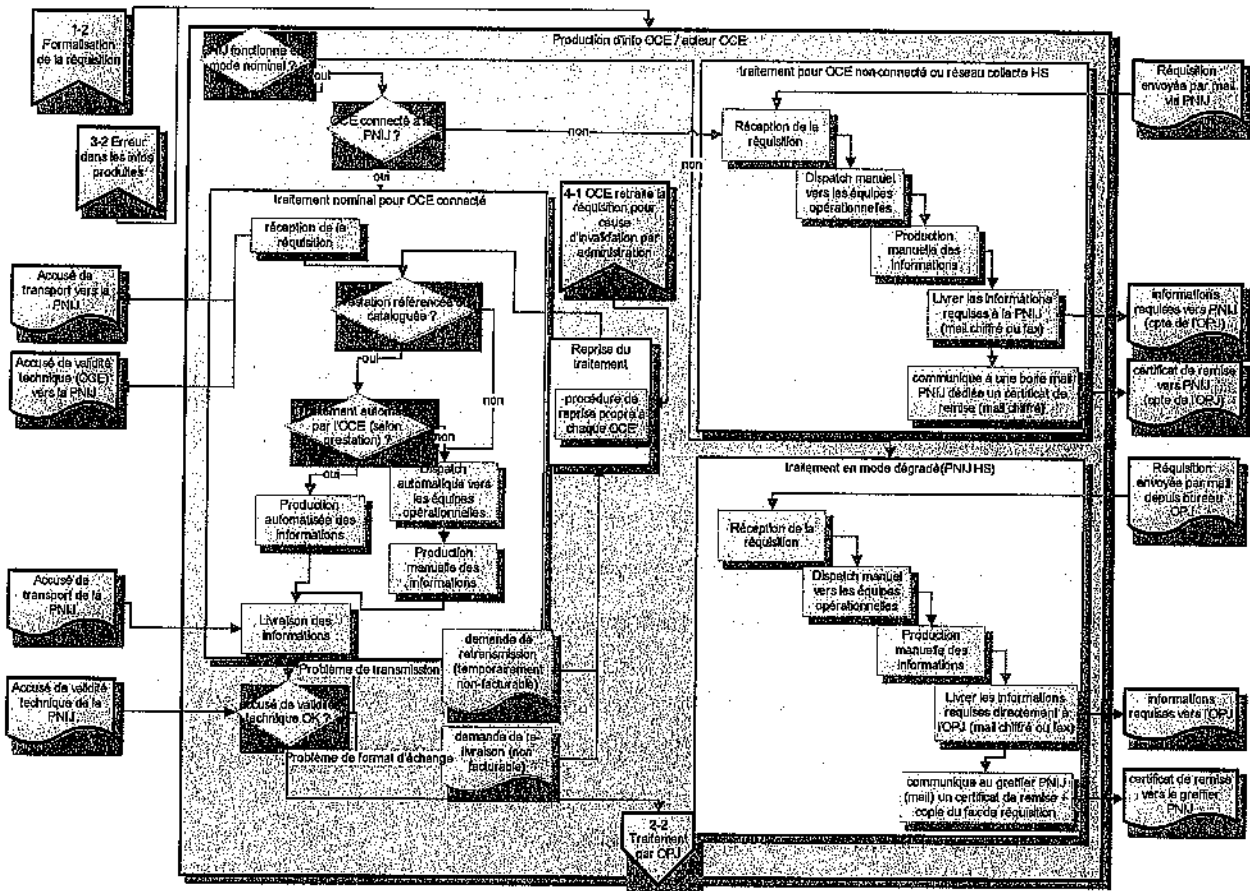 1-2
Formalisation
de la réquisition
3-2 Erreur
dans les infos
produites
Production d'info OCE / acteur OCE
fonctionne en
mode nominal ?
oui
oui
OCE connecté à la
PNIJ ?
non
non
oui
traitement nominal pour OCE connecté
réception de la
réquisition
Accusé de
transport vers la
PNIJ
Accusé de validité
technique (OCE)
vers la PNIJ
référencée ou
cataloguée ?
oui
non
par l'OCE (selon
prestation) ?
non
oui
Dispatch
automatique vers
les équipes
opérationnelles
Production
automatisée des
informations
Production
manuelle des
informations
Accusé de
transport de la
PNIJ
Livraison des
informations
Problème de transmission
Accusé de validité
technique de la
PNIJ
accusé de validité
technique OK ?
Problème de format d'échange
demande de
retransmission
(temporairement
non-facturable)
demande de re-
livraison (non
facturable)
2-2
Traitement
par OPJ
4-1 OCE retraite la
réquisition pour
cause
d'invalidation par
administration
Reprise du
traitement
procédure de
reprise propre à
chaque OCE
traitement pour OCE non-connecté ou réseau collecte HS
Réquisition
envoyée par mail
via PNIJ
Réception de la
réquisition
Dispatch manuel
vers les équipes
opérationnelles
Production
manuelle des
informations
Livrer les informations
requises à la PNIJ
(mail chiffré ou fax)
informations
requises vers PNIJ
(cpte de l'OPJ)
communique à une boite mail
PNIJ dédiée un certificat de
remise (mail chiffré)
certificat de remise
vers PNIJ
(cpte de l'OPJ)
traitement en mode dégradé(PNIJ HS)
Réquisition
envoyée par mail
depuis bureau
OPJ
Réception de la
réquisition
Dispatch manuel
vers les équipes
opérationnelles
Production
manuelle des
informations
Livrer les informations
requises directement à
l'OPJ (mail chiffré ou fax)
informations
requises vers l'OPJ
communique au greffier PNIJ
(mail) un certificat de remise +
copie du fax de réquisition
certificat de remise
vers le greffier
PNIJ